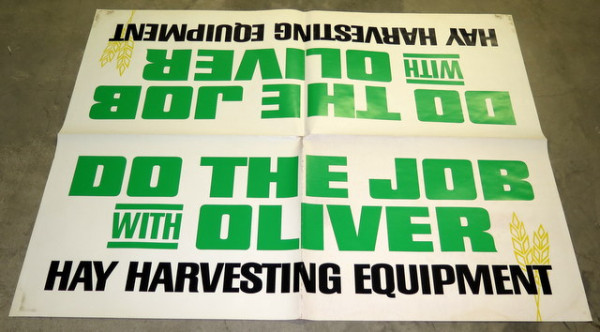 HAY HARVESTING EQUIPMENT
WITH OLIVER
DO THE JOB
DO THE JOB
WITH OLIVER
HAY HARVESTING EQUIPMENT